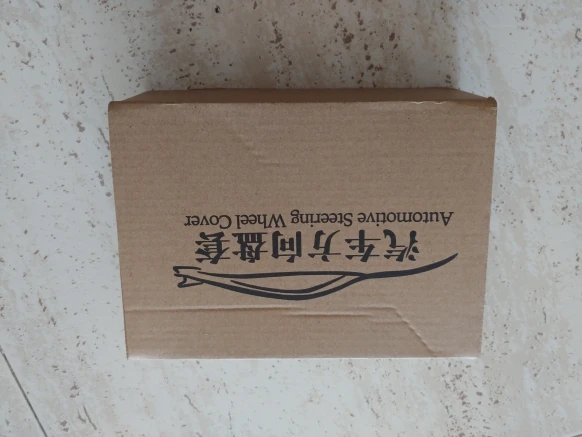 汽车方向盘套
Automotive Steering Wheel Cover